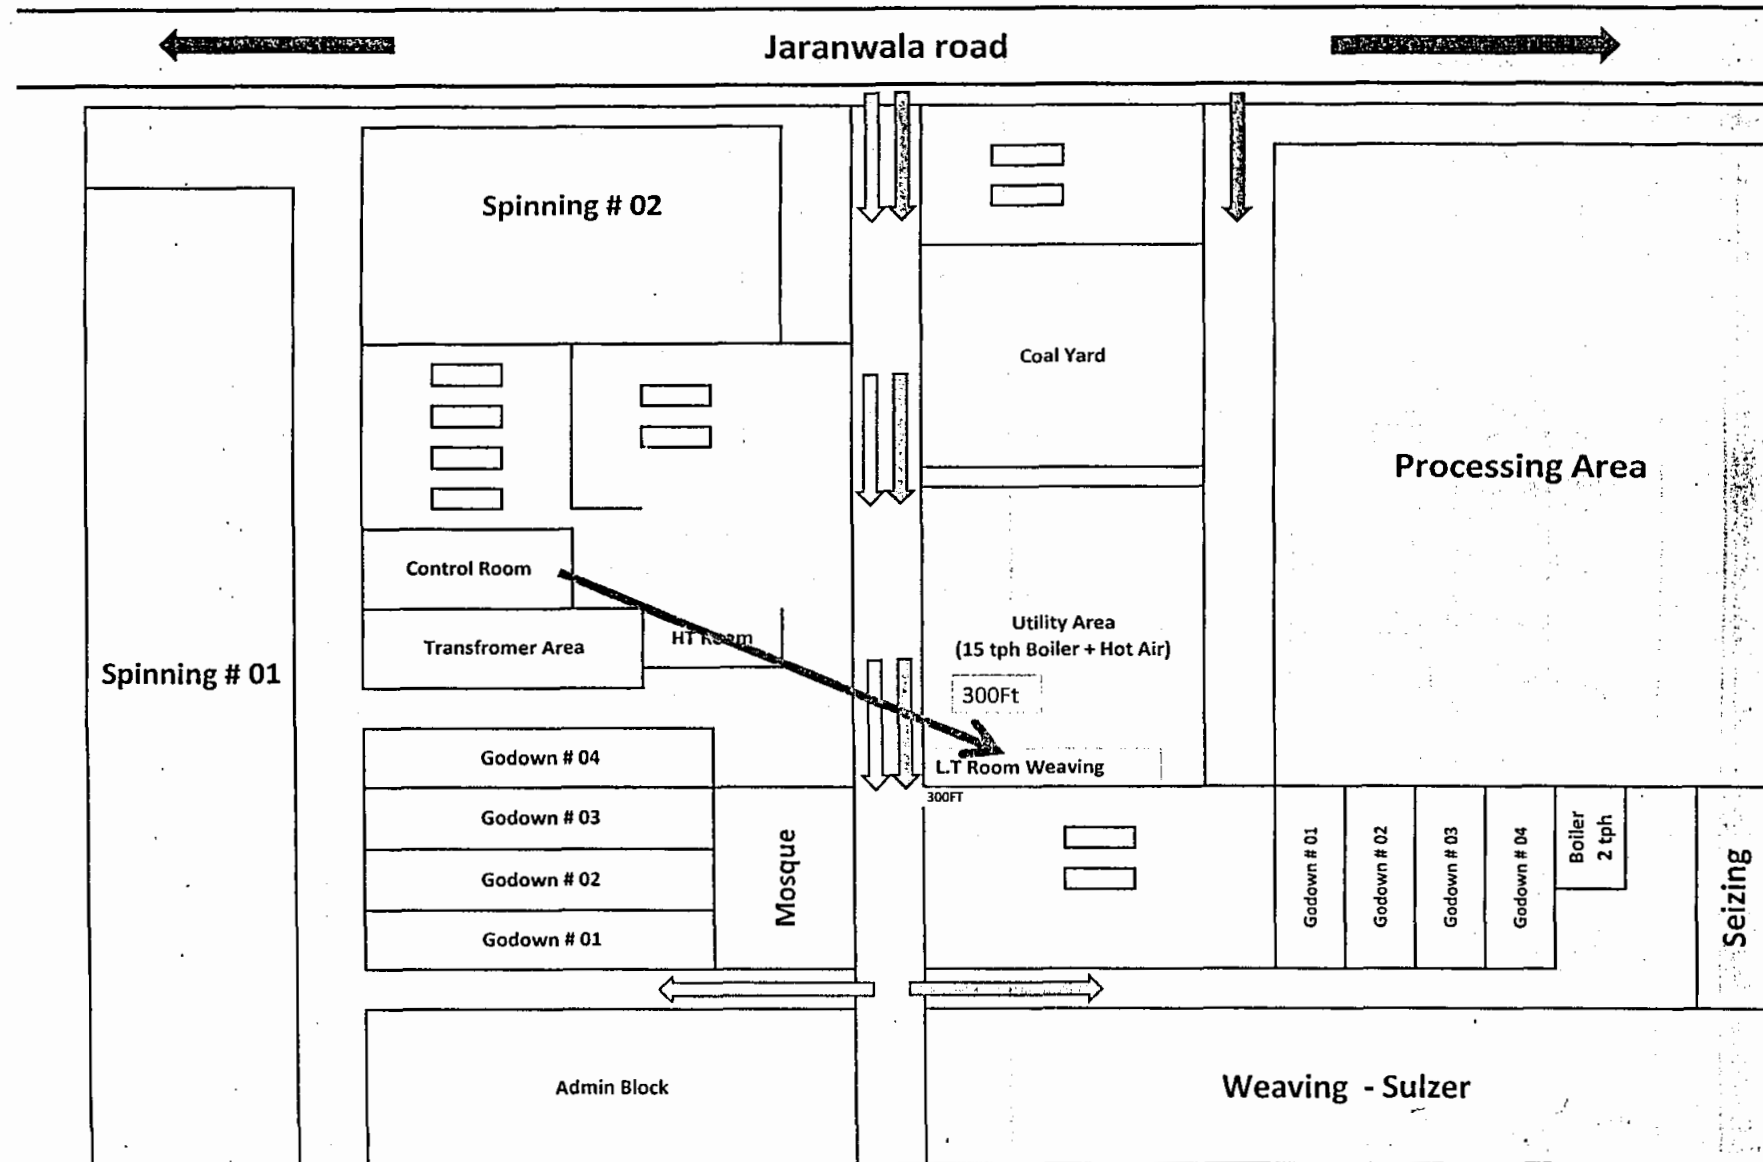 Jaranwala road
Spinning # 02
Coal Yard
Processing Area
Control Room
Transfromer Area
HT Room
Utility Area
(15 tph Boiler + Hot Air)
300Ft
Spinning # 01
L.T Room Weaving
300FT
Godown # 04
Godown # 03
Godown # 02
Godown # 01
Mosque
Godown # 01
Godown # 02
Godown # 03
Godown # 04
Boiler
2 tph
Seizing
Admin Block
Weaving - Sulzer